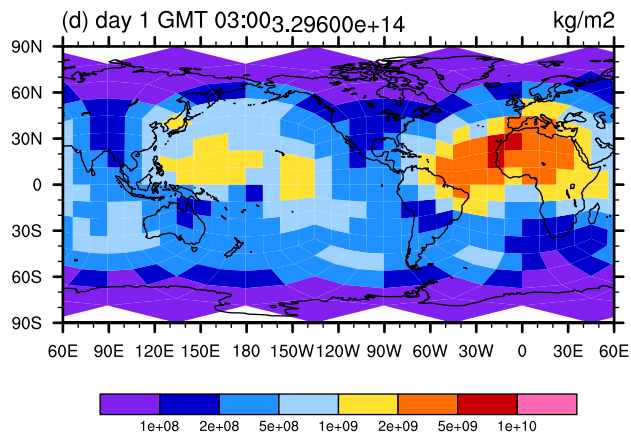 (d) day 1 GMT 03:00 3.29600e+14 kg/m2
90N
60N
30N
0
30S
60S
90S
60E 90E 120E 150E 180 150W 120W 90W 60W 30W 0 30E 60E
1e+08 2e+08 5e+08 1e+09 2e+09 5e+09 1e+10